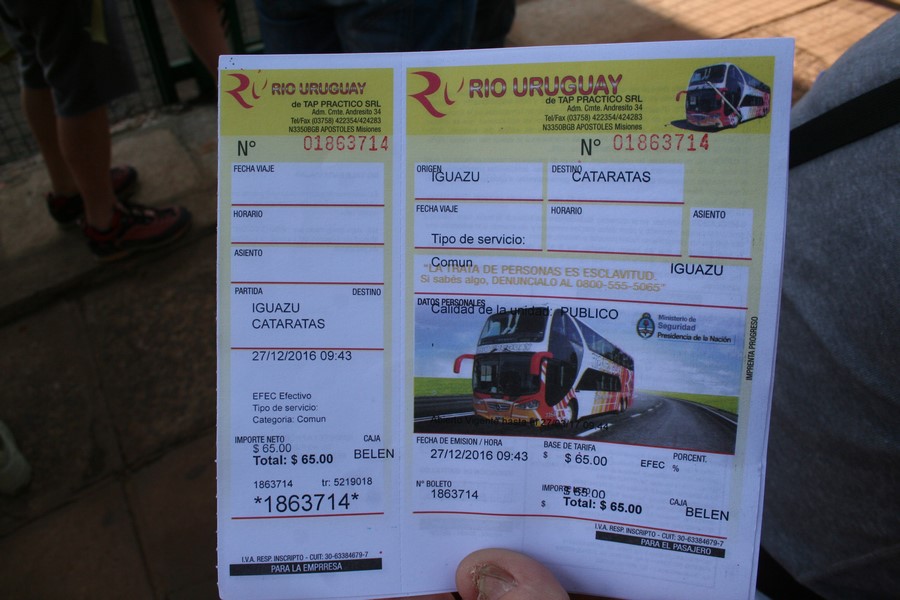 RIO URUGUAY
de TAP PRACTICO SRL
Adm. Cmte. Andresito 34
Tel/Fax (03758) 422354/424283
N3350BGB APOSTOLES Misiones
N° 01863714
FECHA VIAJE
HORARIO
ASIENTO
PARTIDA DESTINO
IGUAZU
CATARATAS
27/12/2016 09:43
EFEC Efectivo
Tipo de servicio:
Categoria: Comun
IMPORTE NETO CAJA
$ 65.00
Total: $ 65.00 BELEN
1863714 tr: 5219018
*1863714*
I.V.A. RESP. INSCRIPTO - CUIT: 30-63384679-7
PARA LA EMPRRESA
RIO URUGUAY
de TAP PRACTICO SRL
Adm. Cmte. Andresito 34
Tel/Fax (03758) 422354/424283
N3350BGB APOSTOLES Misiones
N° 01863714
ORIGEN DESTINO
IGUAZU CATARATAS
FECHA VIAJE HORARIO ASIENTO
Tipo de servicio:
Comun IGUAZU
"LA TRATA DE PERSONAS ES ESCLAVITUD.
Si sabés algo, DENUNCIALO AL 0800-555-5065"
DATOS PERSONALES
Calidad de la unidad: PUBLICO
Ministerio de
Seguridad
Presidencia de la Nación
IMPRENTA PROGRESO
FECHA DE EMISION / HORA BASE DE TARIFA PORCENT.
27/12/2016 09:43 $ $ 65.00 EFEC %
N° BOLETO IMPORTE NETO CAJA
1863714 $ 65.00
$ Total: $ 65.00 BELEN
I.V.A. RESP. INSCRIPTO - CUIT: 30-63384679-7
PARA EL PASAJERO